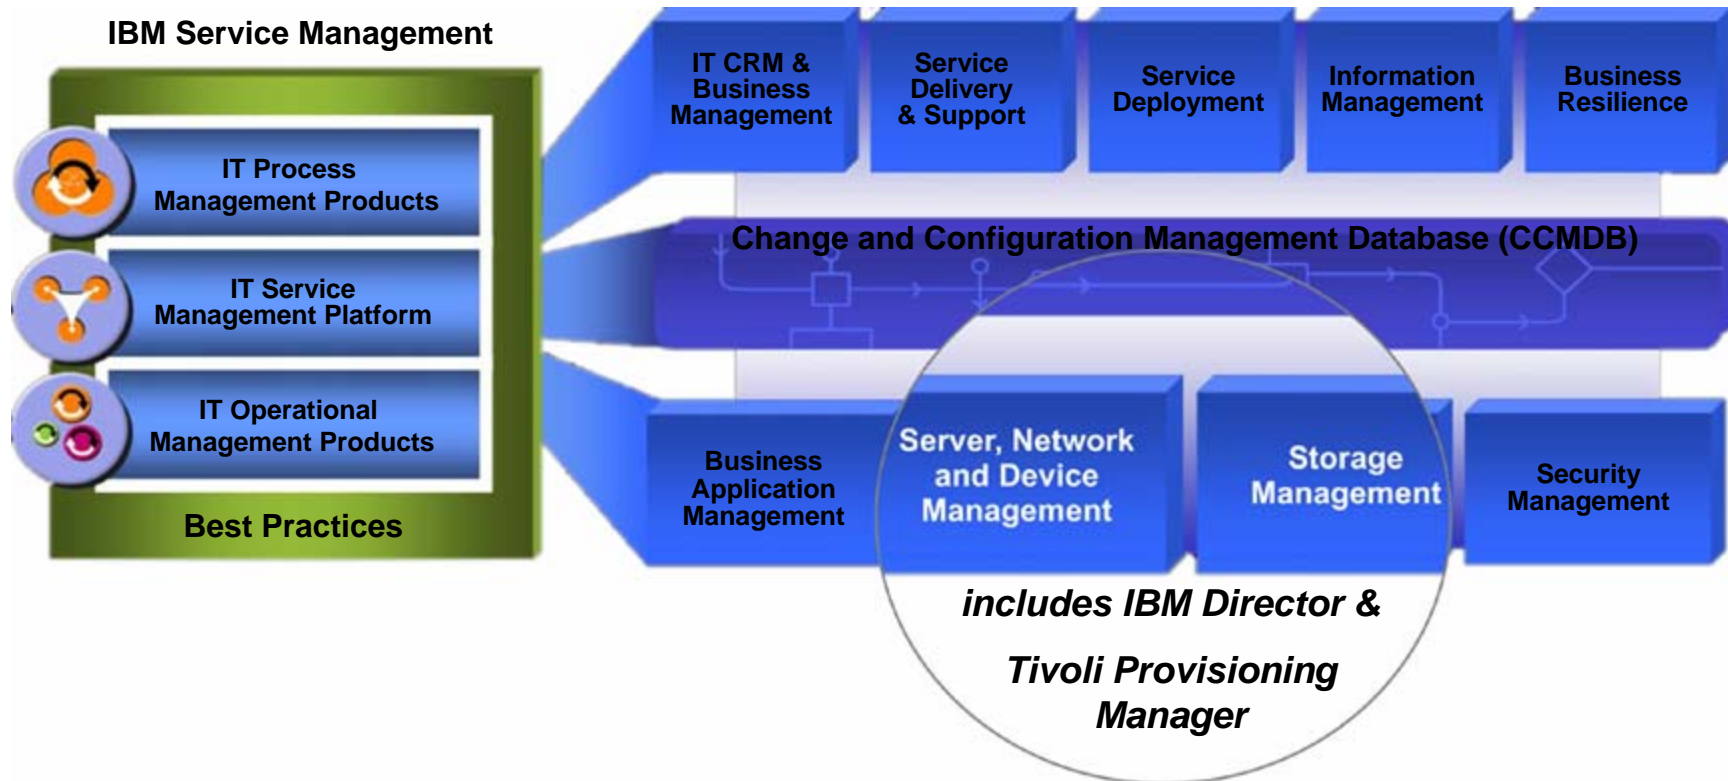 IBM Service Management
IT Process
Management Products
IT Service
Management Platform
IT Operational
Management Products
Best Practices
IT CRM &
Business
Management
Service
Delivery
& Support
Service
Deployment
Information
Management
Business
Resilience
Change and Configuration Management Database (CCMDB)
Business
Application
Management
Server, Network
and Device
Management
Storage
Management
Security
Management
includes IBM Director &
Tivoli Provisioning
Manager